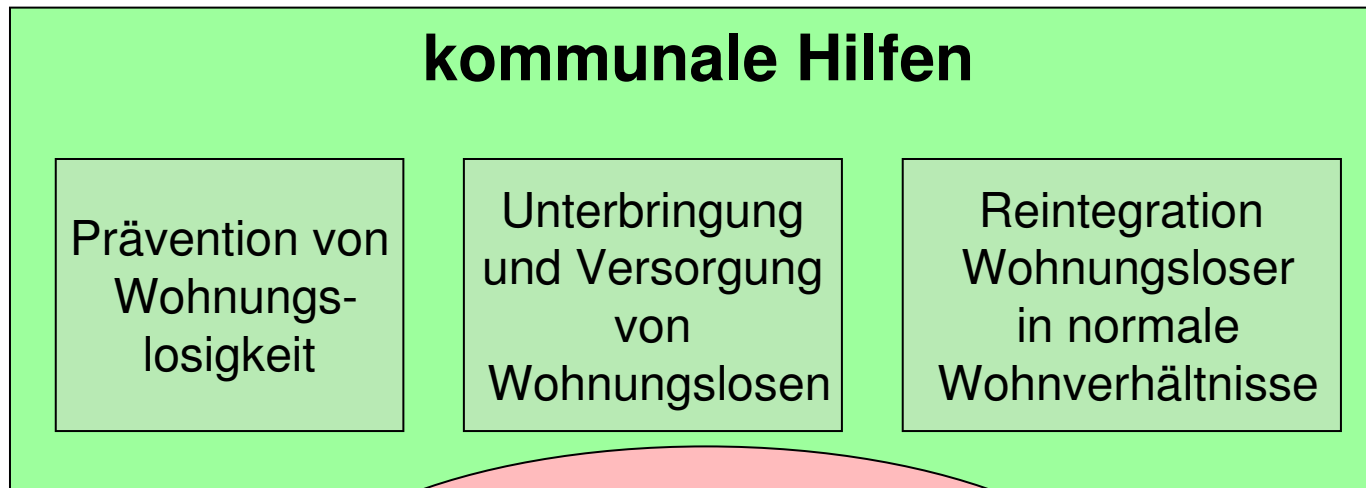 kommunale Hilfen
Prävention von
Wohnungs-
losigkeit
Unterbringung
und Versorgung
von
Wohnungslosen
Reintegration
Wohnungsloser
in normale
Wohnverhältnisse